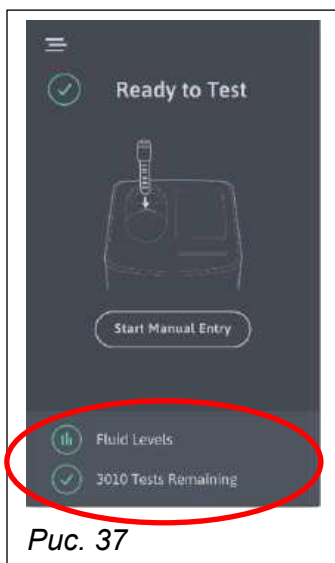 Ready to Test
Start Manual Entry
Fluid Levels
3010 Tests Remaining
Рис. 37